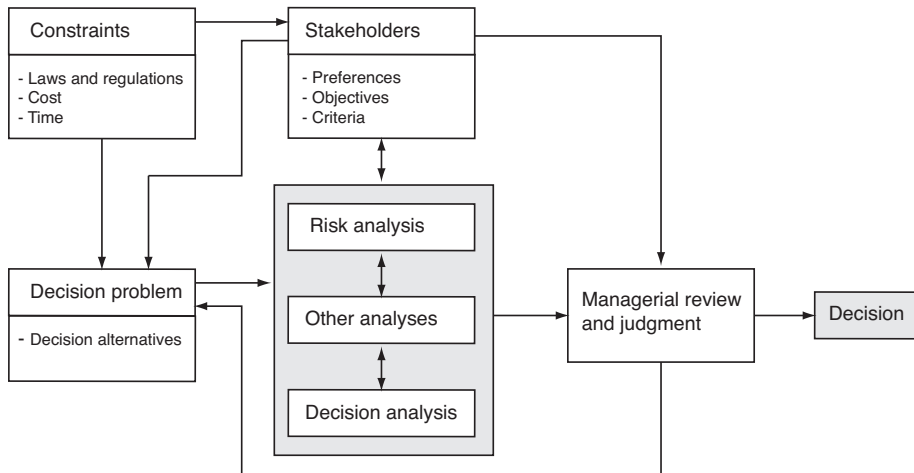 Constraints
- Laws and regulations
- Cost
- Time
Stakeholders
- Preferences
- Objectives
- Criteria
Risk analysis
Other analyses
Decision analysis
Decision problem
- Decision alternatives
Managerial review
and judgment
Decision